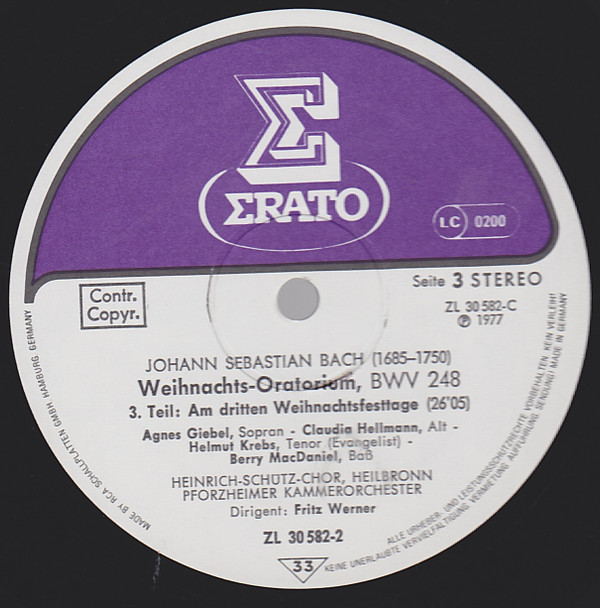 Σ
ΣRATO
LC 0200
Seite 3 STEREO
Contr.
Copyr.
ZL 30 582-C
℗ 1977
JOHANN SEBASTIAN BACH (1685–1750)
Weihnachts-Oratorium, BWV 248
3. Teil: Am dritten Weihnachtsfesttage (26'05)
Agnes Giebel, Sopran - Claudia Hellmann, Alt -
Helmut Krebs, Tenor (Evangelist) -
Berry MacDaniel, Baß
HEINRICH-SCHÜTZ-CHOR, HEILBRONN
PFORZHEIMER KAMMERORCHESTER
Dirigent: Fritz Werner
ZL 30 582-2
33
MADE BY RCA SCHALLPLATTEN GMBH HAMBURG GERMANY
ALLE URHEBER- UND LEISTUNGSSCHUTZRECHTE VORBEHALTEN. KEIN VERLEIH!
KEINE UNERLAUBTE VERVIELFÄLTIGUNG, VERMIETUNG, AUFFÜHRUNG, SENDUNG! MADE IN GERMANY